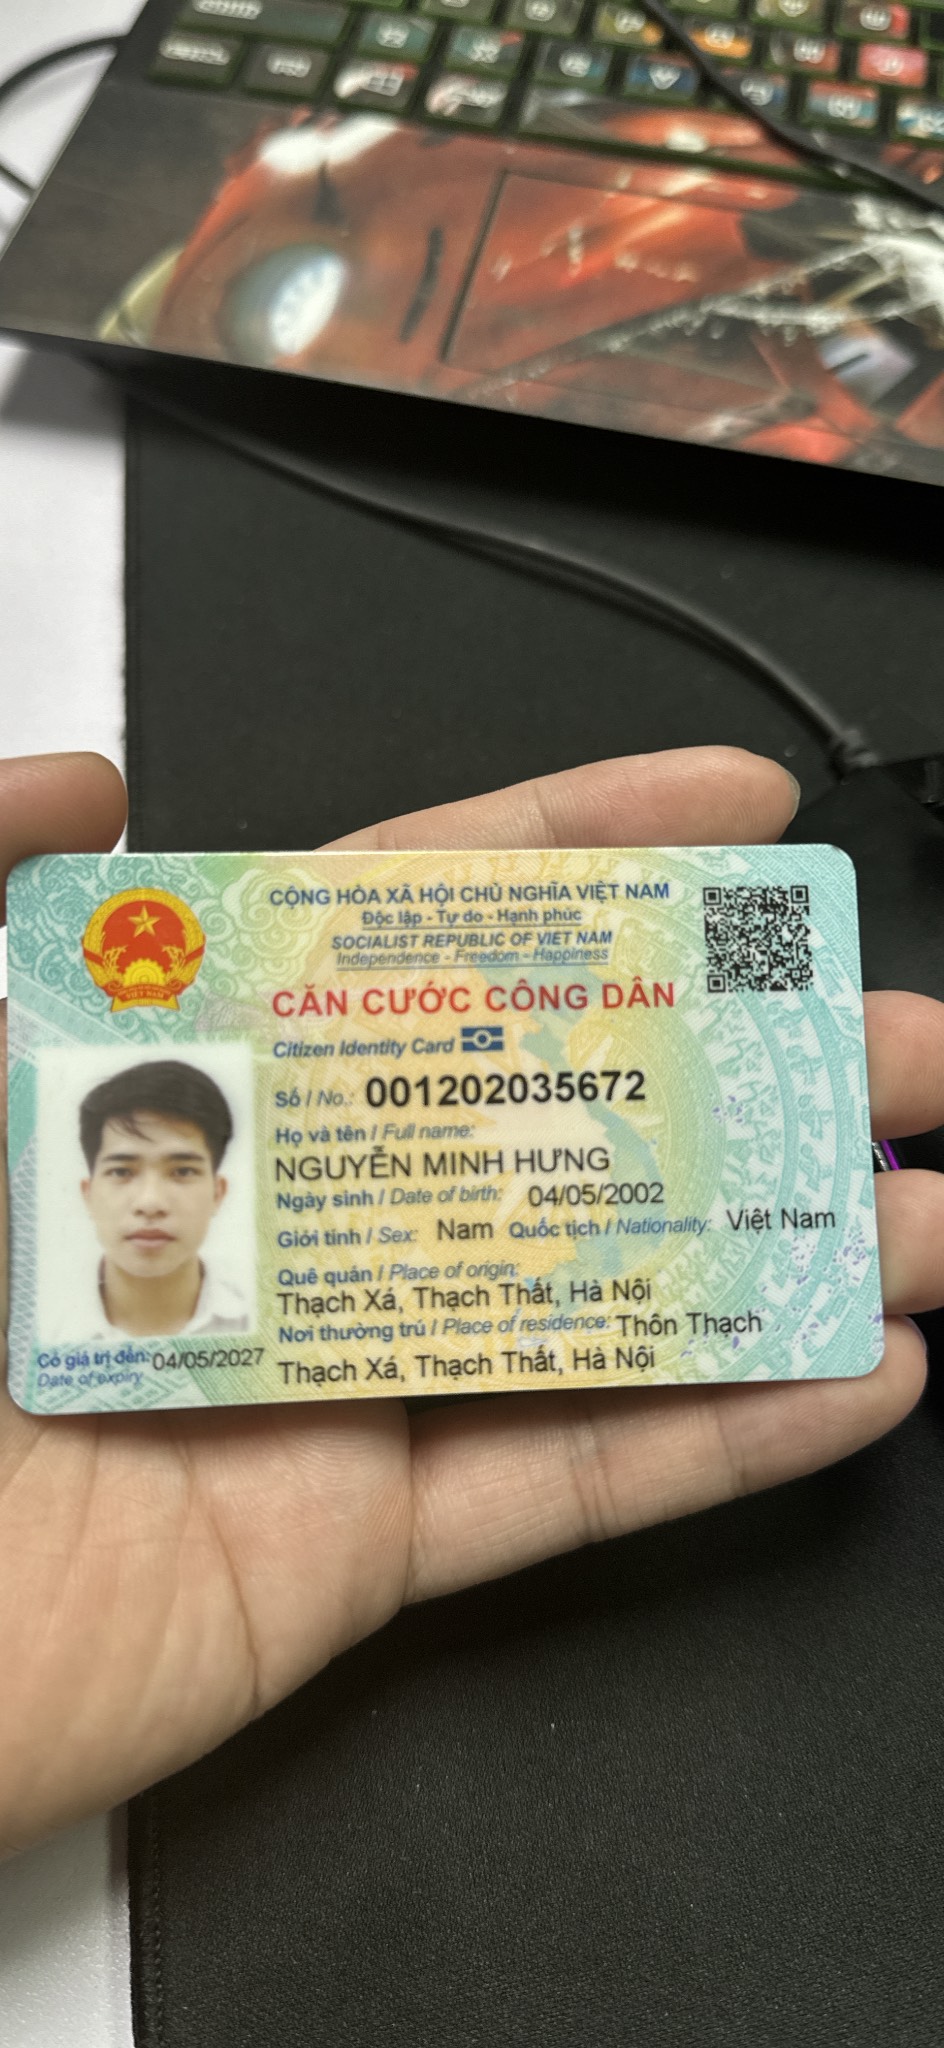 CỘNG HÒA XÃ HỘI CHỦ NGHĨA VIỆT NAM
Độc lập - Tự do - Hạnh phúc
SOCIALIST REPUBLIC OF VIET NAM
Independence - Freedom - Happiness
CĂN CƯỚC CÔNG DÂN
Citizen Identity Card
Số / No.: 001202035672
Họ và tên / Full name:
NGUYỄN MINH HƯNG
Ngày sinh / Date of birth: 04/05/2002
Giới tính / Sex: Nam Quốc tịch / Nationality: Việt Nam
Quê quán / Place of origin:
Thạch Xá, Thạch Thất, Hà Nội
Nơi thường trú / Place of residence: Thôn Thạch
Thạch Xá, Thạch Thất, Hà Nội
Có giá trị đến: 04/05/2027
Date of expiry
VIỆT NAM